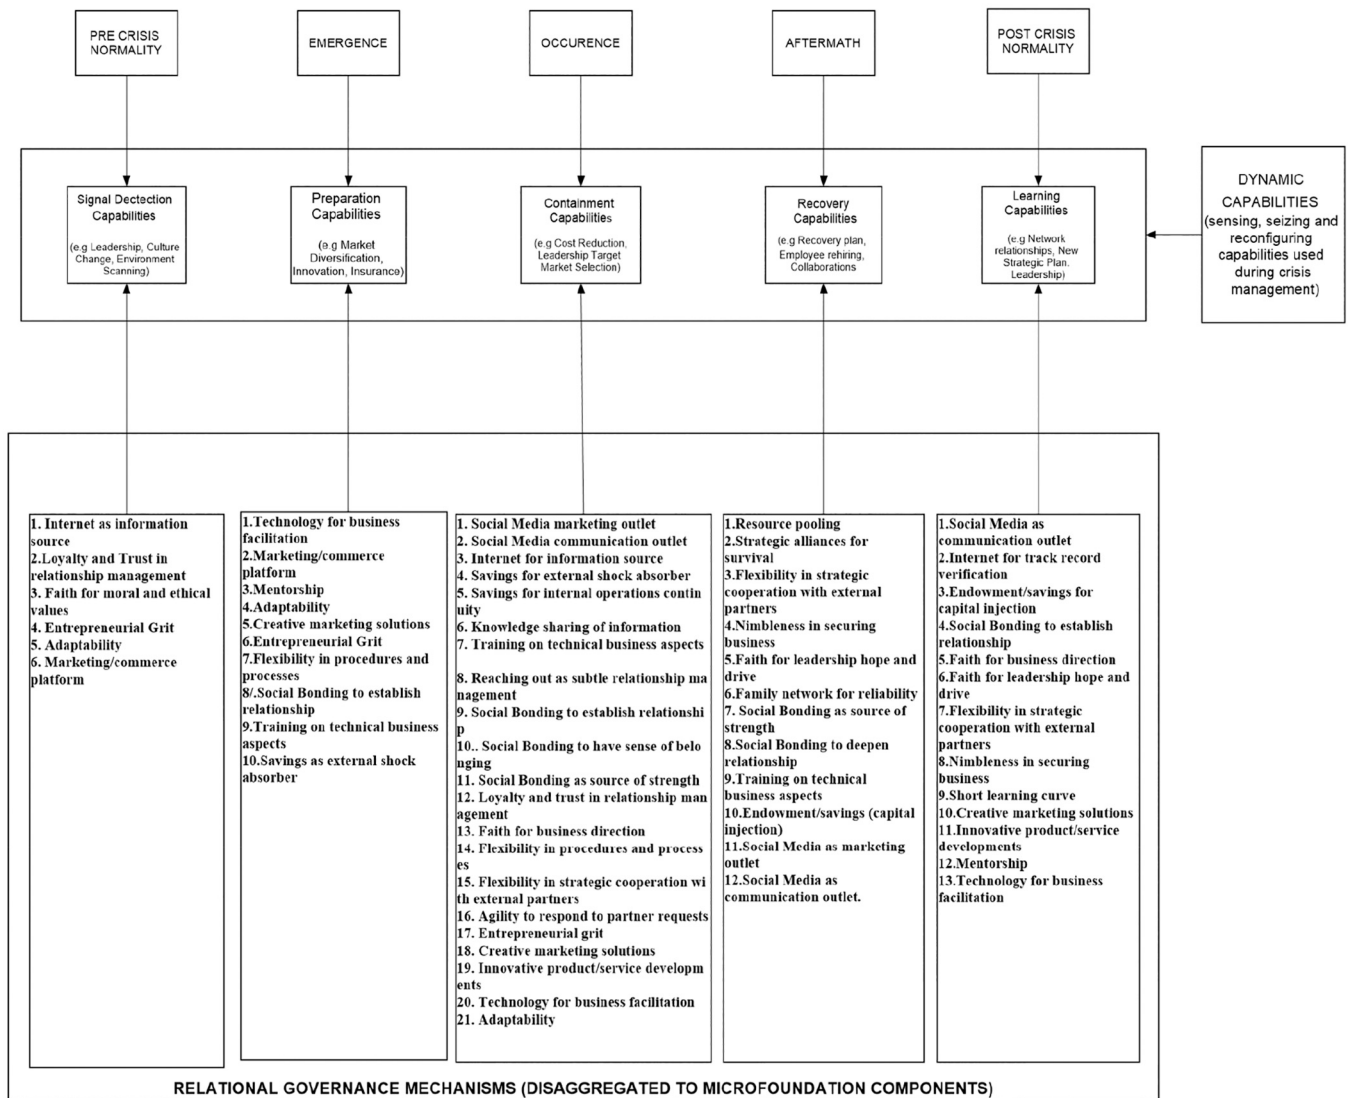 PRE CRISIS
NORMALITY
EMERGENCE
OCCURENCE
AFTERMATH
POST CRISIS
NORMALITY
Signal Dectection
Capabilities
(e.g Leadership, Culture
Change, Environment
Scanning)
Preparation
Capabilities
(e.g Market
Diversification,
Innovation, Insurance)
Containment
Capabilities
(e.g Cost Reduction,
Leadership Target
Market Selection)
Recovery
Capabilities
(e.g Recovery plan,
Employee rehiring,
Collaborations
Learning
Capabilities
(e.g Network
relationships, New
Strategic Plan.
Leadership)
DYNAMIC
CAPABILITIES
(sensing, seizing and
reconfiguring
capabilities used
during crisis
management)
1. Internet as information
source
2.Loyalty and Trust in
relationship management
3. Faith for moral and ethical
values
4. Entrepreneurial Grit
5. Adaptability
6. Marketing/commerce
platform
1.Technology for business
facilitation
2.Marketing/commerce
platform
3.Mentorship
4.Adaptability
5.Creative marketing solutions
6.Entrepreneurial Grit
7.Flexibility in procedures and
processes
8/.Social Bonding to establish
relationship
9.Training on technical business
aspects
10.Savings as external shock
absorber
1. Social Media marketing outlet
2. Social Media communication outlet
3. Internet for information source
4. Savings for external shock absorber
5. Savings for internal operations contin
uity
6. Knowledge sharing of information
7. Training on technical business aspects
8. Reaching out as subtle relationship ma
nagement
9. Social Bonding to establish relationshi
p
10.. Social Bonding to have sense of belo
nging
11. Social Bonding as source of strength
12. Loyalty and trust in relationship man
agement
13. Faith for business direction
14. Flexibility in procedures and process
es
15. Flexibility in strategic cooperation wi
th external partners
16. Agility to respond to partner requests
17. Entrepreneurial grit
18. Creative marketing solutions
19. Innovative product/service developm
ents
20. Technology for business facilitation
21. Adaptability
1.Resource pooling
2.Strategic alliances for
survival
3.Flexibility in strategic
cooperation with external
partners
4.Nimbleness in securing
business
5.Faith for leadership hope and
drive
6.Family network for reliability
7. Social Bonding as source of
strength
8.Social Bonding to deepen
relationship
9.Training on technical
business aspects
10.Endowment/savings (capital
injection)
11.Social Media as marketing
outlet
12.Social Media as
communication outlet.
1.Social Media as
communication outlet
2.Internet for track record
verification
3.Endowment/savings for
capital injection
4.Social Bonding to establish
relationship
5.Faith for business direction
6.Faith for leadership hope and
drive
7.Flexibility in strategic
cooperation with external
partners
8.Nimbleness in securing
business
9.Short learning curve
10.Creative marketing solutions
11.Innovative product/service
developments
12.Mentorship
13.Technology for business
facilitation
RELATIONAL GOVERNANCE MECHANISMS (DISAGGREGATED TO MICROFOUNDATION COMPONENTS)